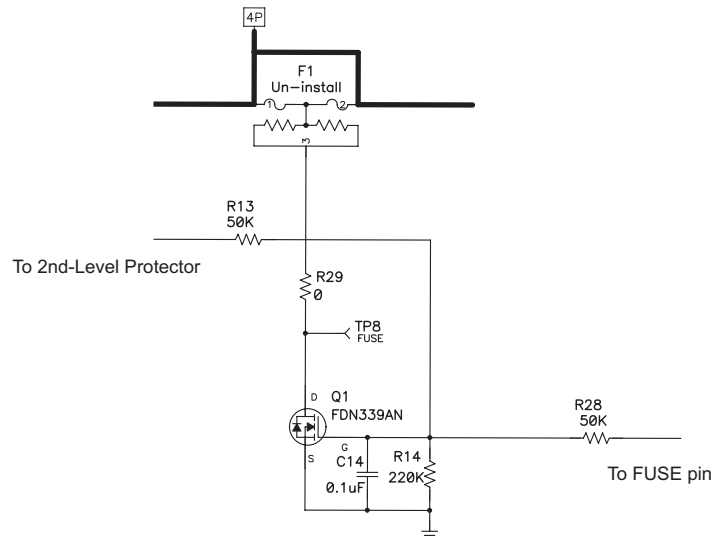 4P
F1
Un-install
1
2
3
R13
50K
To 2nd-Level Protector
R29
0
TP8
FUSE
D
Q1
FDN339AN
G
S
C14
0.1uF
R14
220K
R28
50K
To FUSE pin